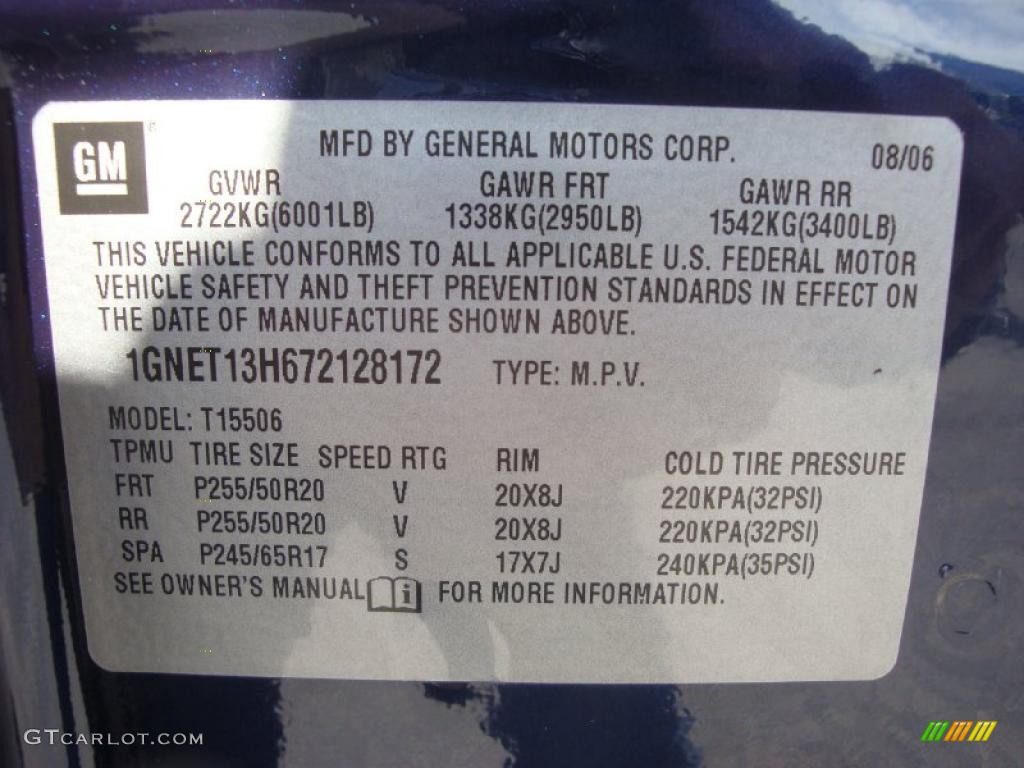 GM ®
MFD BY GENERAL MOTORS CORP. 08/06
GVWR GAWR FRT GAWR RR
2722KG(6001LB) 1338KG(2950LB) 1542KG(3400LB)
THIS VEHICLE CONFORMS TO ALL APPLICABLE U.S. FEDERAL MOTOR
VEHICLE SAFETY AND THEFT PREVENTION STANDARDS IN EFFECT ON
THE DATE OF MANUFACTURE SHOWN ABOVE.
1GNET13H672128172 TYPE: M.P.V.
MODEL: T15506
TPMU TIRE SIZE SPEED RTG RIM COLD TIRE PRESSURE
FRT P255/50R20 V 20X8J 220KPA(32PSI)
RR P255/50R20 V 20X8J 220KPA(32PSI)
SPA P245/65R17 S 17X7J 240KPA(35PSI)
SEE OWNER'S MANUAL i FOR MORE INFORMATION.
GTCARLOT.COM